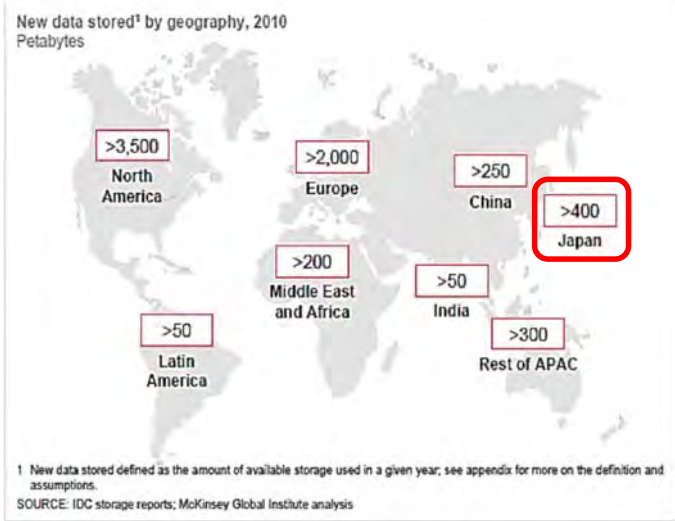 New data stored¹ by geography, 2010
Petabytes
>3,500
North
America
>2,000
Europe
>250
China
>400
Japan
>200
Middle East
and Africa
>50
India
>50
Latin
America
>300
Rest of APAC
1 New data stored defined as the amount of available storage used in a given year; see appendix for more on the definition and
assumptions.
SOURCE: IDC storage reports; McKinsey Global Institute analysis